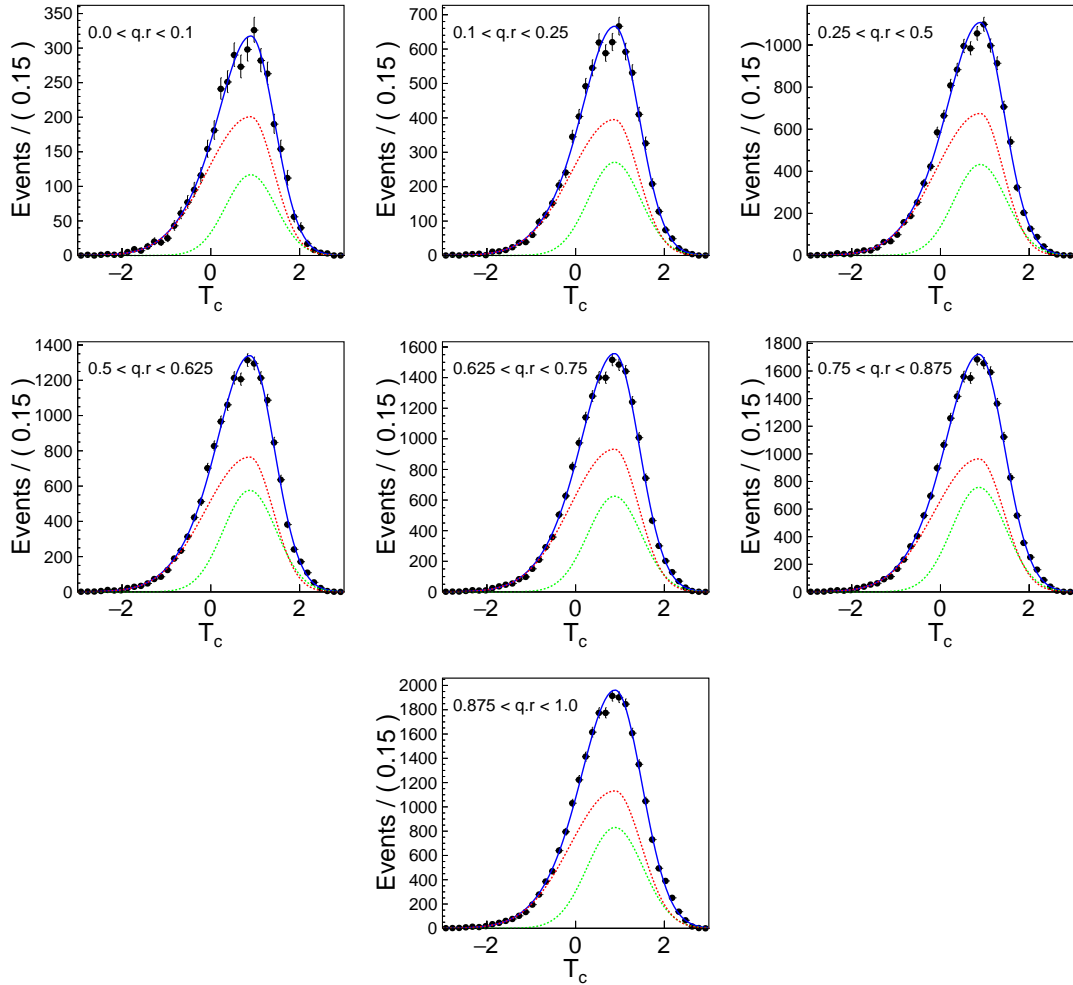 0.0 < q.r < 0.1
Events / ( 0.15 )
350
300
250
200
150
100
50
0
−2 0 2
T_c
0.1 < q.r < 0.25
Events / ( 0.15 )
700
600
500
400
300
200
100
0
−2 0 2
T_c
0.25 < q.r < 0.5
Events / ( 0.15 )
1000
800
600
400
200
0
−2 0 2
T_c
0.5 < q.r < 0.625
Events / ( 0.15 )
1400
1200
1000
800
600
400
200
0
−2 0 2
T_c
0.625 < q.r < 0.75
Events / ( 0.15 )
1600
1400
1200
1000
800
600
400
200
0
−2 0 2
T_c
0.75 < q.r < 0.875
Events / ( 0.15 )
1800
1600
1400
1200
1000
800
600
400
200
0
−2 0 2
T_c
0.875 < q.r < 1.0
Events / ( 0.15 )
2000
1800
1600
1400
1200
1000
800
600
400
200
0
−2 0 2
T_c